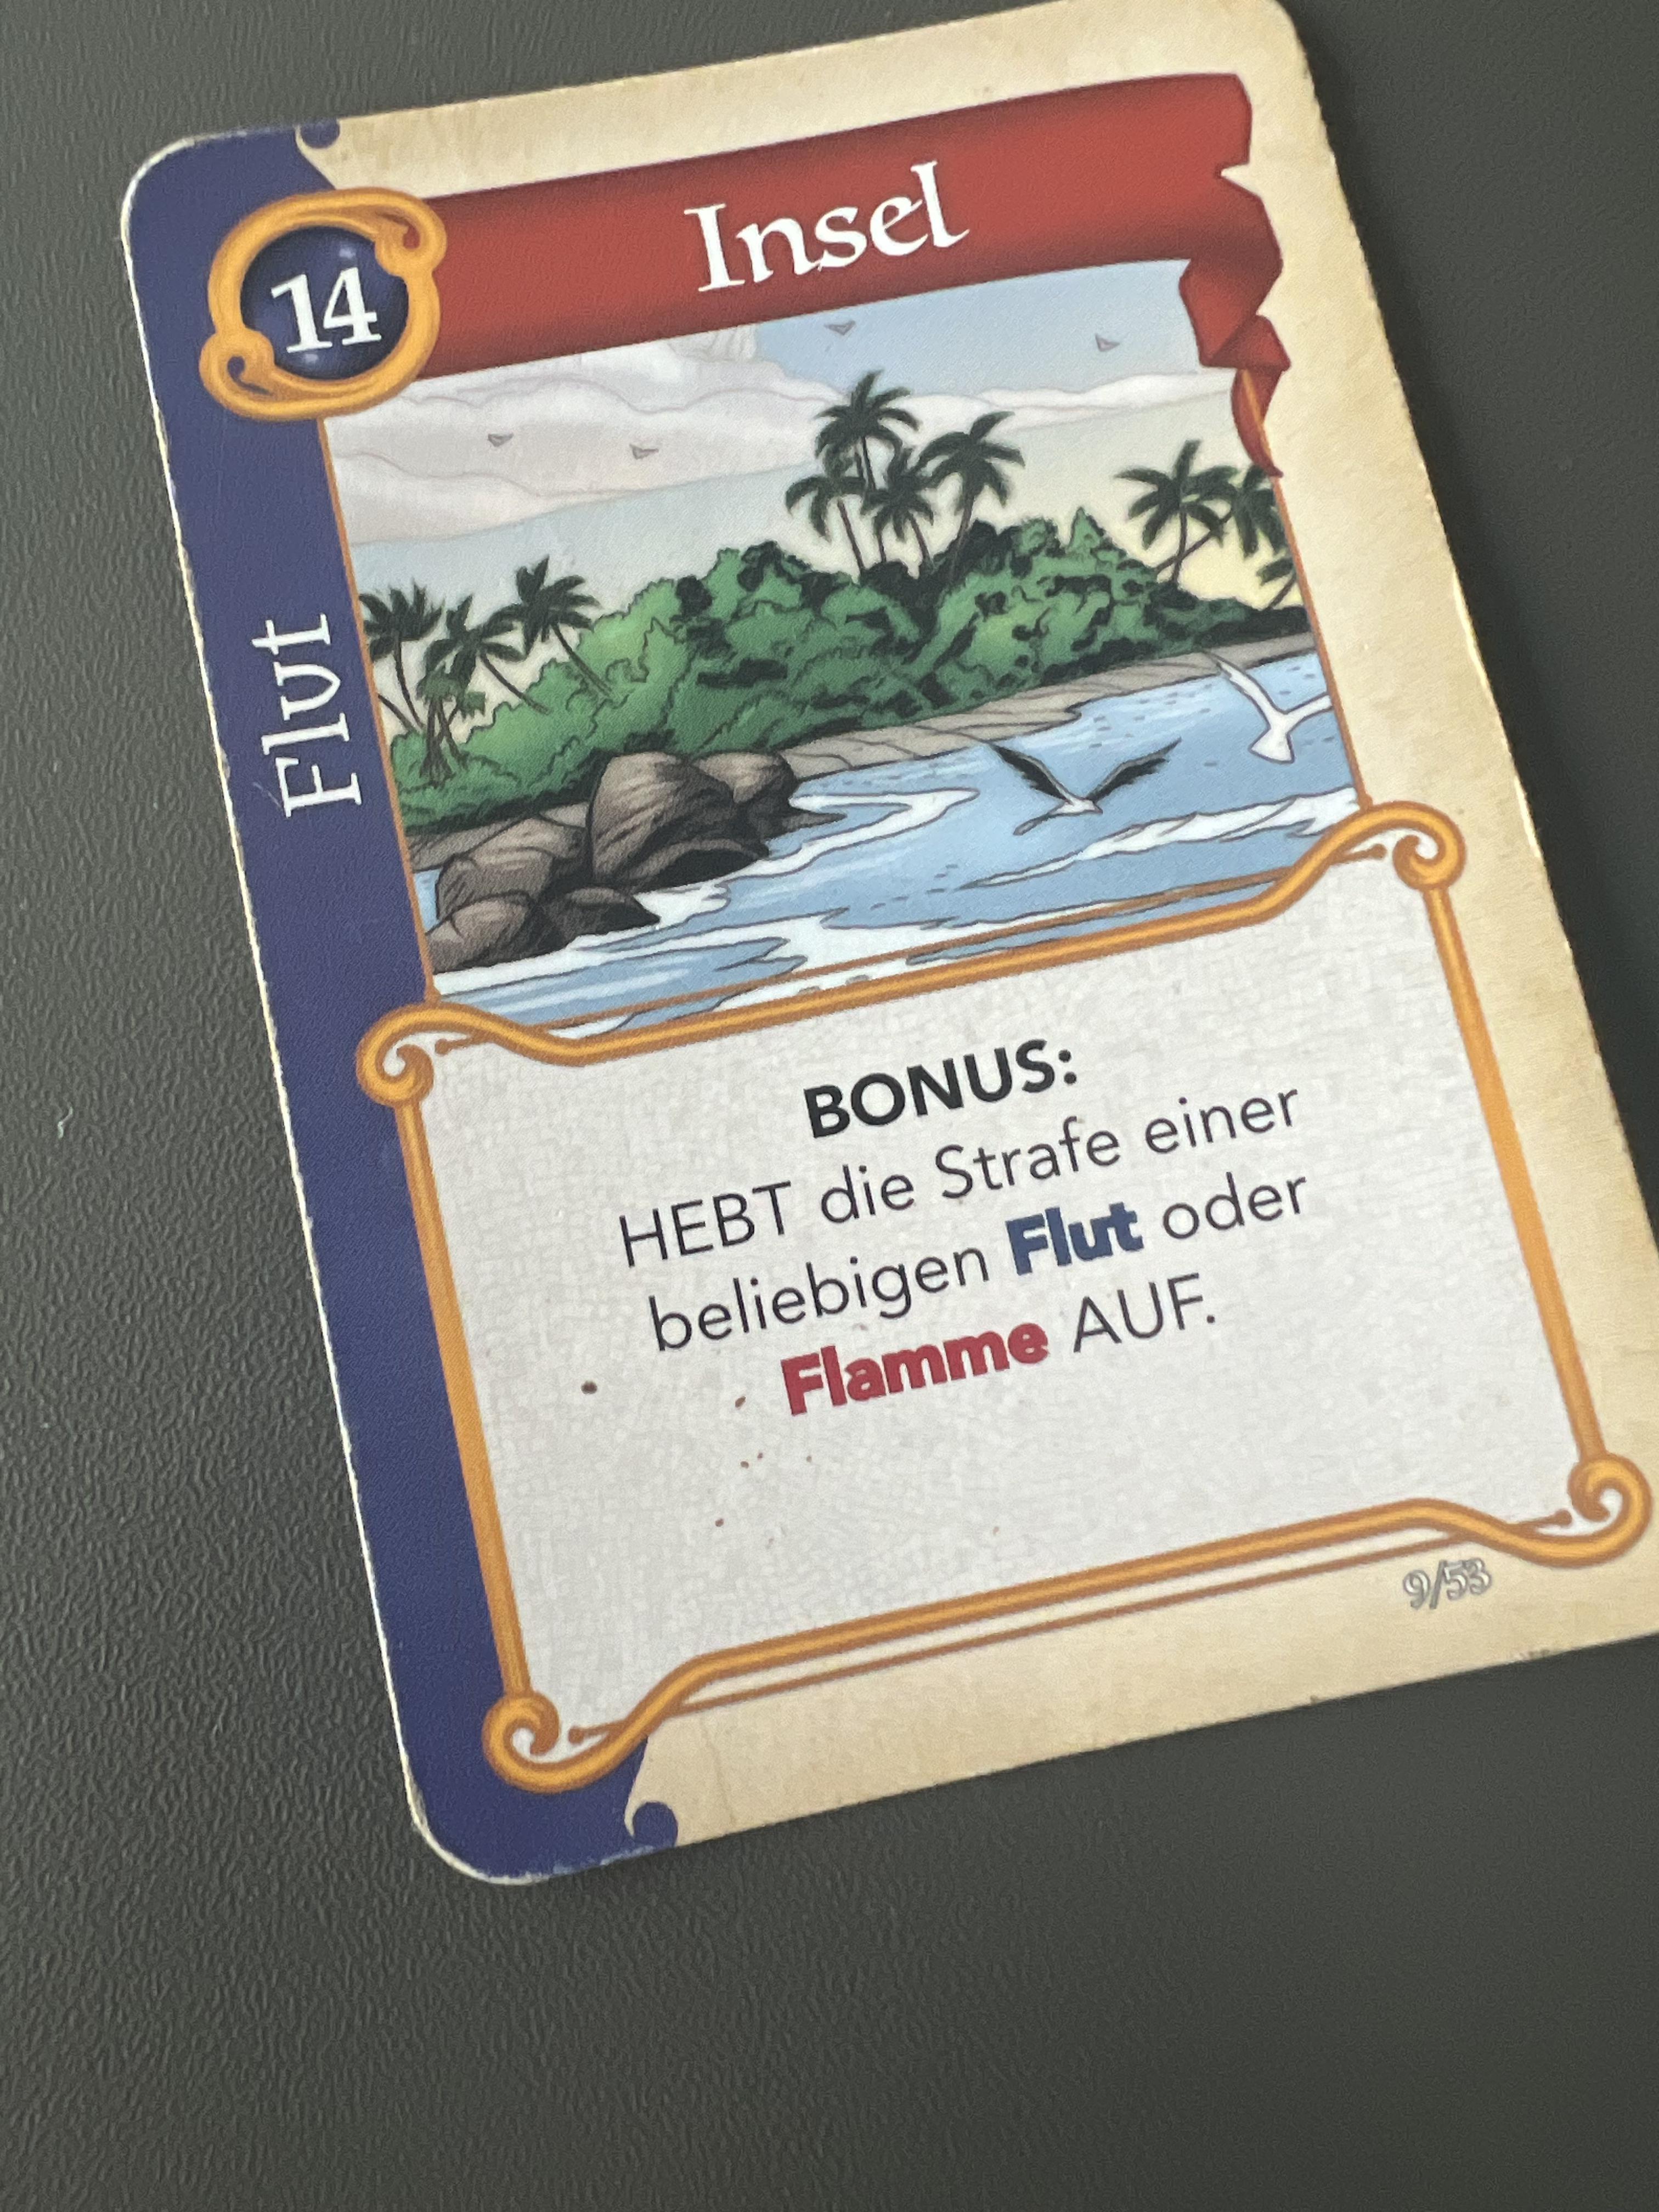 14
Insel
Flut
BONUS:
HEBT die Strafe einer
beliebigen Flut oder
Flamme AUF.
9/53